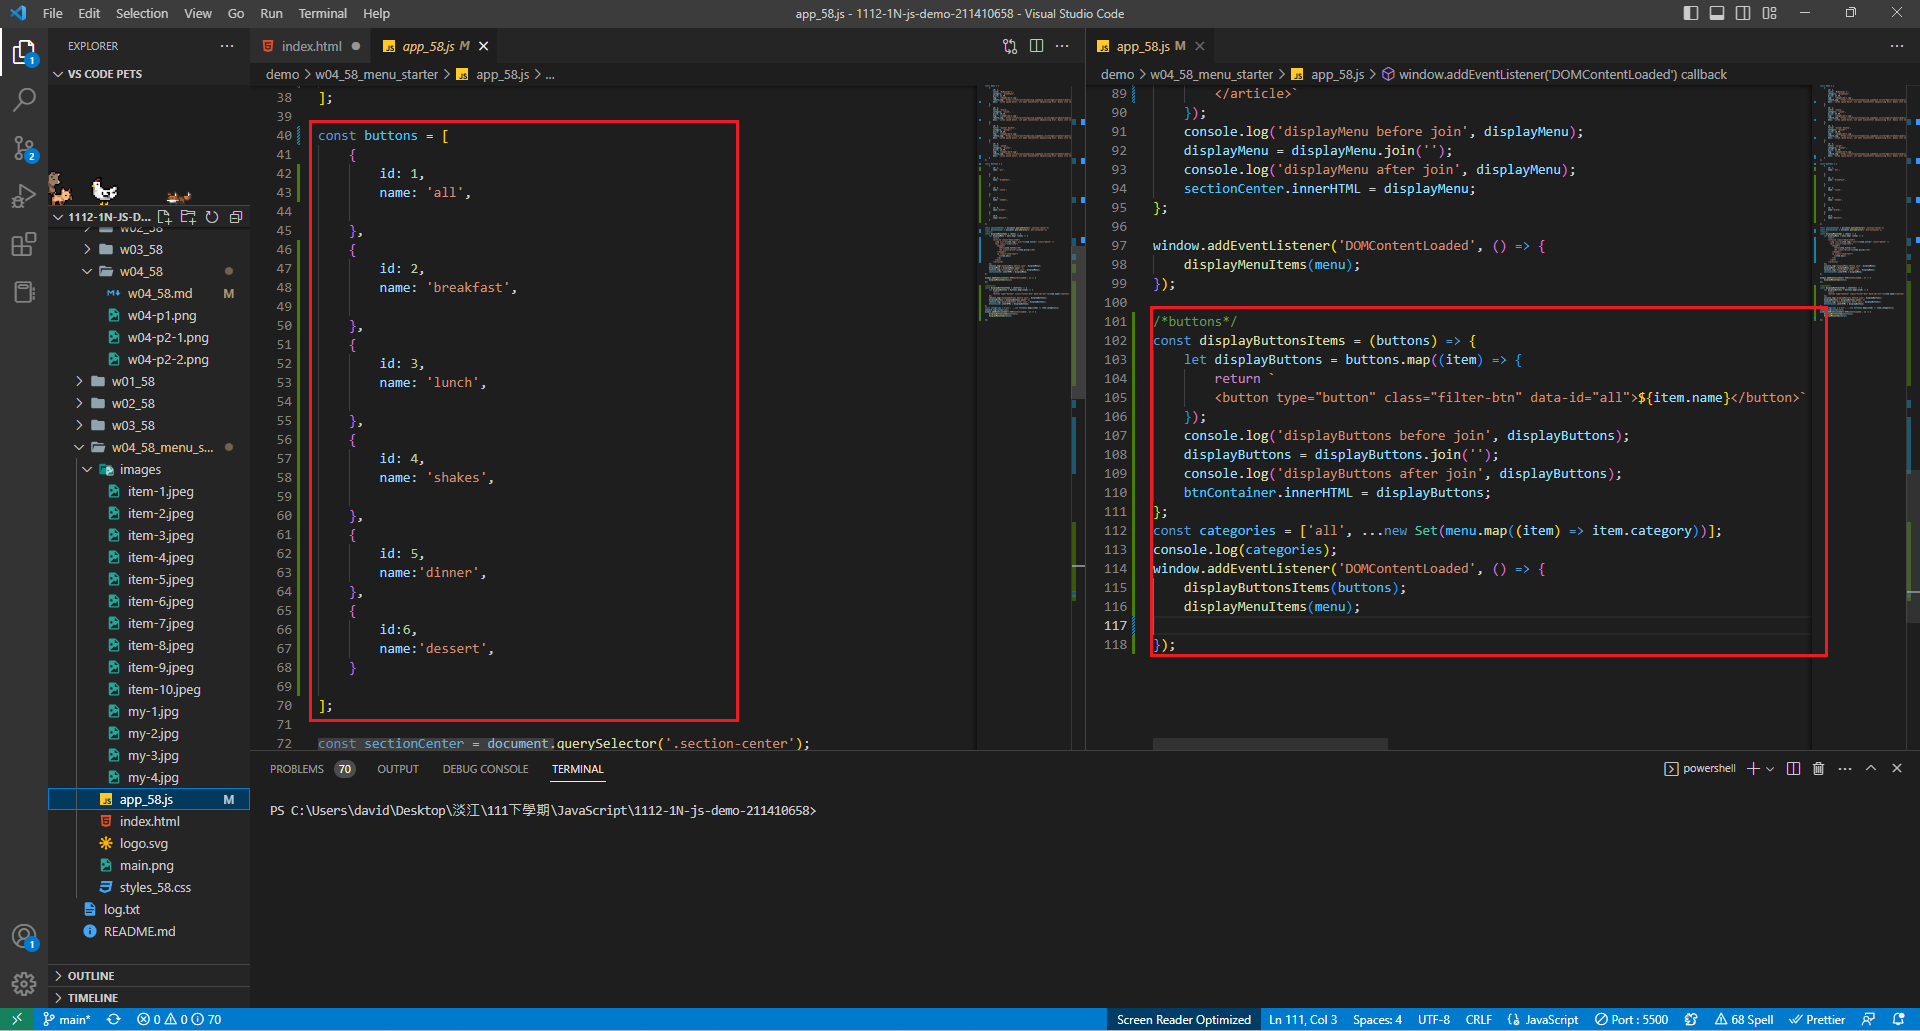 File Edit Selection View Go Run Terminal Help
app_58.js - 1112-1N-js-demo-211410658 - Visual Studio Code
EXPLORER
VS CODE PETS
1112-1N-JS-D...
w02_58
w03_58
w04_58
w04_58.md M
w04-p1.png
w04-p2-1.png
w04-p2-2.png
w01_58
w02_58
w03_58
w04_58_menu_s...
images
item-1.jpeg
item-2.jpeg
item-3.jpeg
item-4.jpeg
item-5.jpeg
item-6.jpeg
item-7.jpeg
item-8.jpeg
item-9.jpeg
item-10.jpeg
my-1.jpg
my-2.jpg
my-3.jpg
my-4.jpg
app_58.js M
index.html
logo.svg
main.png
styles_58.css
log.txt
README.md
OUTLINE
TIMELINE
index.html
app_58.js M
demo > w04_58_menu_starter > app_58.js > ...
38 ];
39
40 const buttons = [
41 {
42 id: 1,
43 name: 'all',
44
45 },
46 {
47 id: 2,
48 name: 'breakfast',
49
50 },
51 {
52 id: 3,
53 name: 'lunch',
54
55 },
56 {
57 id: 4,
58 name: 'shakes',
59
60 },
61 {
62 id: 5,
63 name:'dinner',
64 },
65 {
66 id:6,
67 name:'dessert',
68 }
69
70 ];
71
72 const sectionCenter = document.querySelector('.section-center');
app_58.js M
demo > w04_58_menu_starter > app_58.js > window.addEventListener('DOMContentLoaded') callback
89 </article>`
90 });
91 console.log('displayMenu before join', displayMenu);
92 displayMenu = displayMenu.join('');
93 console.log('displayMenu after join', displayMenu);
94 sectionCenter.innerHTML = displayMenu;
95 };
96
97 window.addEventListener('DOMContentLoaded', () => {
98 displayMenuItems(menu);
99 });
100
101 /*buttons*/
102 const displayButtonsItems = (buttons) => {
103 let displayButtons = buttons.map((item) => {
104 return `
105 <button type="button" class="filter-btn" data-id="all">${item.name}</button>`
106 });
107 console.log('displayButtons before join', displayButtons);
108 displayButtons = displayButtons.join('');
109 console.log('displayButtons after join', displayButtons);
110 btnContainer.innerHTML = displayButtons;
111 };
112 const categories = ['all', ...new Set(menu.map((item) => item.category))];
113 console.log(categories);
114 window.addEventListener('DOMContentLoaded', () => {
115 displayButtonsItems(buttons);
116 displayMenuItems(menu);
117
118 });
PROBLEMS 70 OUTPUT DEBUG CONSOLE TERMINAL
powershell
PS C:\Users\david\Desktop\淡江\111下學期\JavaScript\1112-1N-js-demo-211410658>
main* 0 0 70
Screen Reader Optimized Ln 111, Col 3 Spaces: 4 UTF-8 CRLF JavaScript Port : 5500 68 Spell Prettier